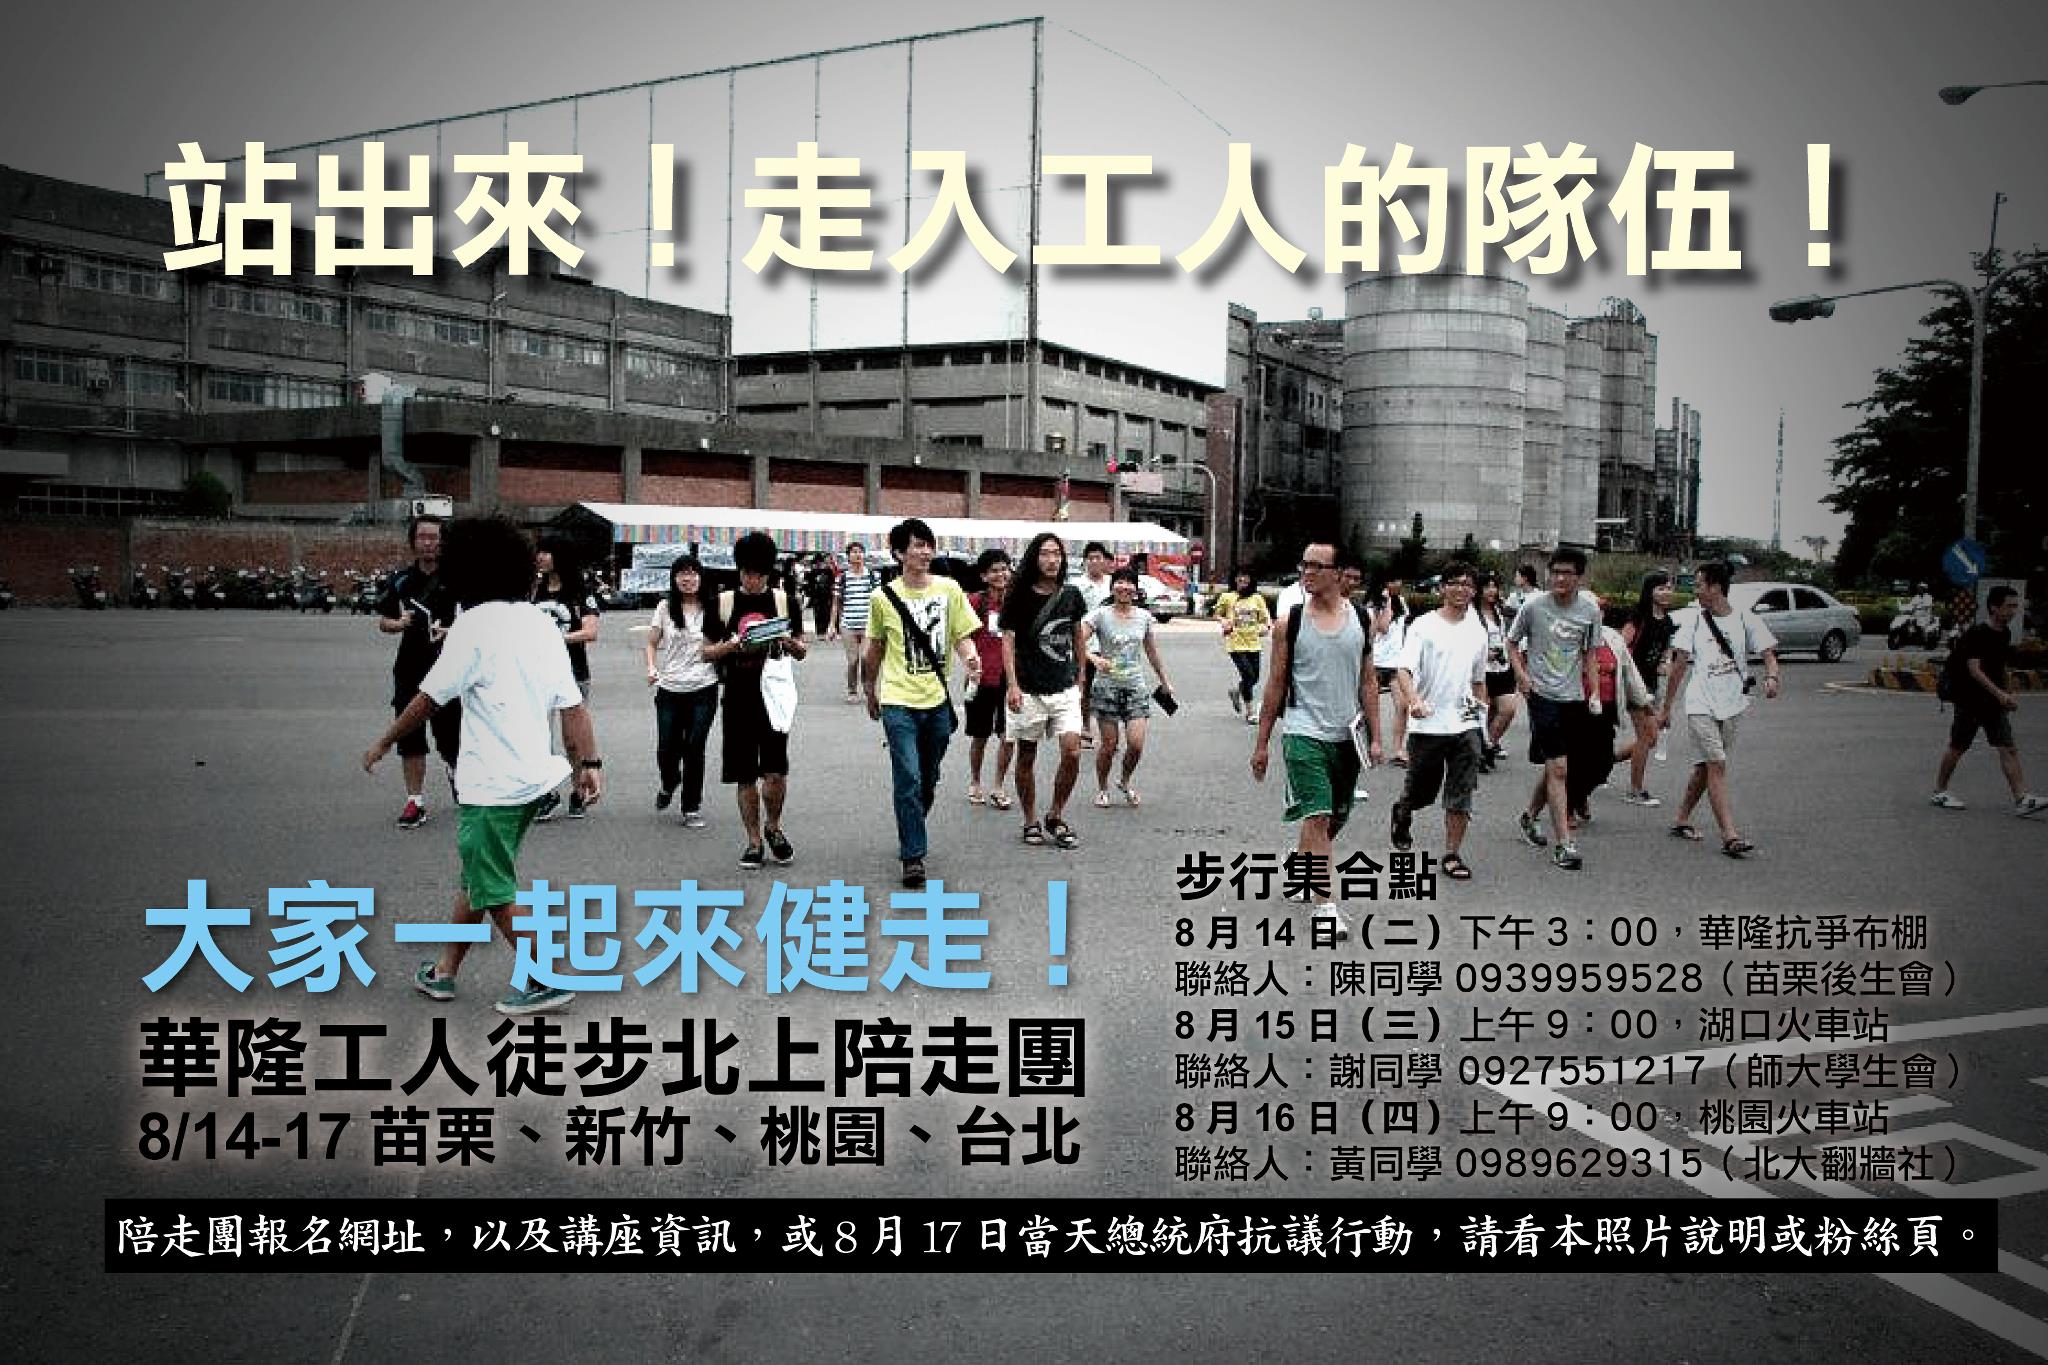 站出來！走入工人的隊伍！
大家一起來健走！
華隆工人徒步北上陪走團
8/14-17 苗栗、新竹、桃園、台北
步行集合點
8 月 14 日（二）下午 3：00，華隆抗爭布棚
聯絡人：陳同學 0939959528（苗栗後生會）
8 月 15 日（三）上午 9：00，湖口火車站
聯絡人：謝同學 0927551217（師大學生會）
8 月 16 日（四）上午 9：00，桃園火車站
聯絡人：黃同學 0989629315（北大翻牆社）
陪走團報名網址，以及講座資訊，或 8 月 17 日當天總統府抗議行動，請看本照片說明或粉絲頁。